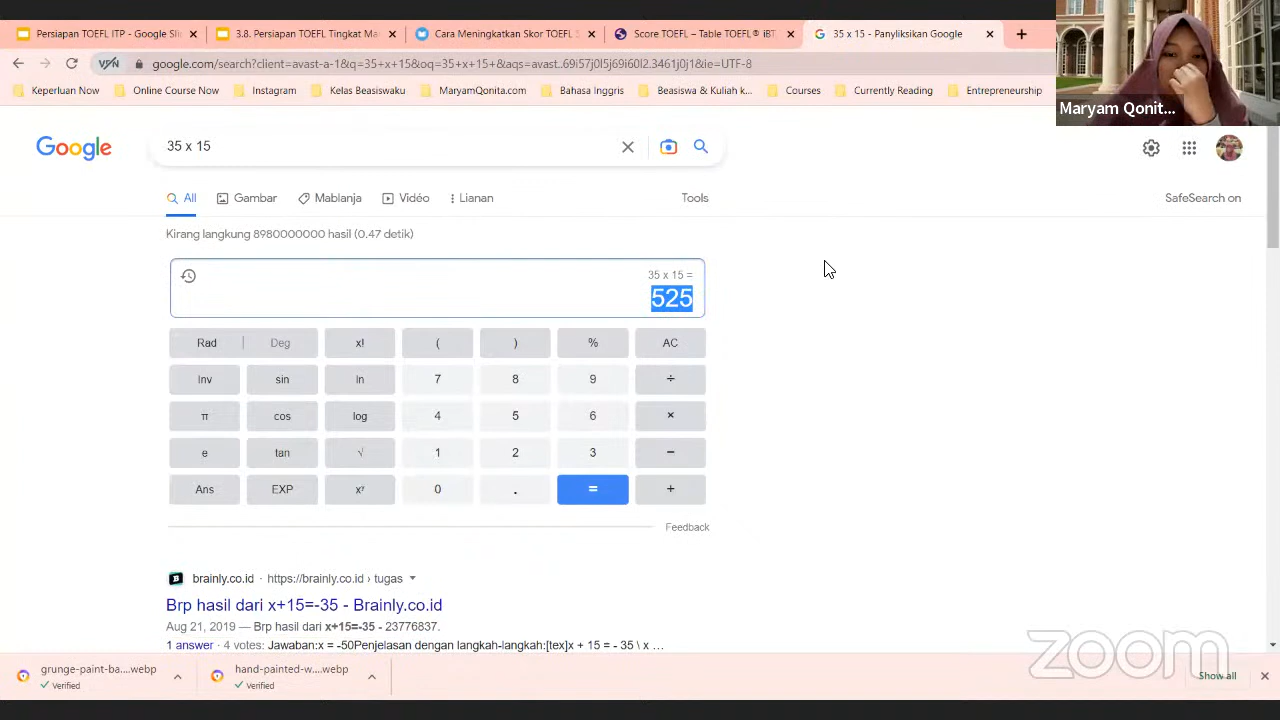 Persiapan TOEFL ITP - Google Sli
3.8. Persiapan TOEFL Tingkat Ma
Cara Meningkatkan Skor TOEFL S
Score TOEFL – Table TOEFL® iBT
35 x 15 - Panyliksikan Google
VPN
google.com/search?client=avast-a-1&q=35+x+15&oq=35+x+15+&aqs=avast..69i57j0l5j69i60l2.3461j0j1&ie=UTF-8
Keperluan Now
Online Course Now
Instagram
Kelas Beasiswaku
MaryamQonita.com
Bahasa Inggris
Beasiswa & Kuliah k...
Courses
Currently Reading
Entrepreneurship
Maryam Qonit...
Google
35 x 15
All
Gambar
Mablanja
Vidéo
Lianan
Tools
SafeSearch on
Kirang langkung 8980000000 hasil (0.47 detik)
35 x 15 =
525
Rad Deg x! ( ) % AC
Inv sin ln 7 8 9 ÷
π cos log 4 5 6 ×
e tan √ 1 2 3 −
Ans EXP xʸ 0 . = +
Feedback
brainly.co.id · https://brainly.co.id › tugas
Brp hasil dari x+15=-35 - Brainly.co.id
Aug 21, 2019 — Brp hasil dari x+15=-35 - 23776837.
1 answer · 4 votes: Jawaban:x = -50Penjelasan dengan langkah-langkah:[tex]x + 15 = - 35 \ x ...
zoom
grunge-paint-ba....webp
Verified
hand-painted-w....webp
Verified
Show all